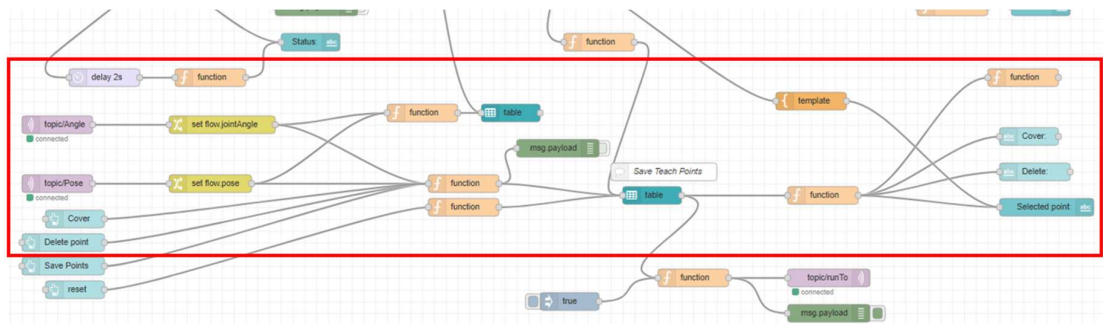 Status: abc
function
delay 2s
function
function
topic/Angle
connected
set flow.jointAngle
function
table
template
msg.payload
Cover:
Save Teach Points
Delete:
topic/Pose
connected
set flow.pose
function
table
function
Selected point abc
function
Cover
Delete point
Save Points
reset
function
topic/runTo
connected
true
msg.payload